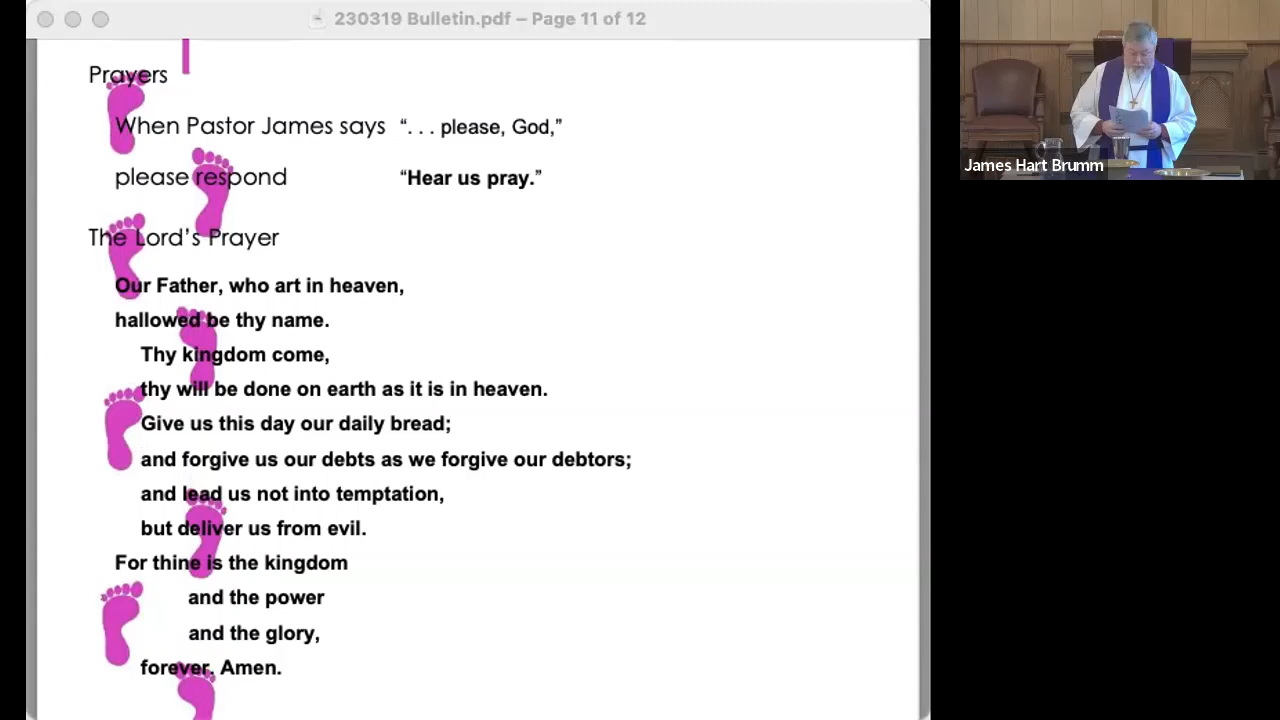 230319 Bulletin.pdf – Page 11 of 12
Prayers
When Pastor James says “. . . please, God,”
please respond “Hear us pray.”
The Lord’s Prayer
Our Father, who art in heaven,
hallowed be thy name.
Thy kingdom come,
thy will be done on earth as it is in heaven.
Give us this day our daily bread;
and forgive us our debts as we forgive our debtors;
and lead us not into temptation,
but deliver us from evil.
For thine is the kingdom
and the power
and the glory,
forever. Amen.
James Hart Brumm